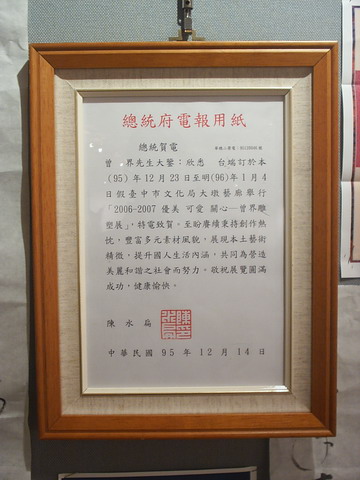 總統府電報用紙
總統賀電
曾　界先生大鑒：欣悉　台端訂於本
(95) 年 12 月 23 日至明(96)年 1 月 4
日假臺中市文化局大墩藝廊舉行
「2006-2007 優美 可愛 關心—曾界雕
塑展」，特電致賀。至盼賡續秉持創作熱
忱，豐富多元素材風貌，展現本土藝術
精微，提升國人生活內涵，共同為營造
美麗和諧之社會而努力。敬祝展覽圓滿
成功，健康愉快。
陳 水 扁
中 華 民 國 95 年 12 月 14 日